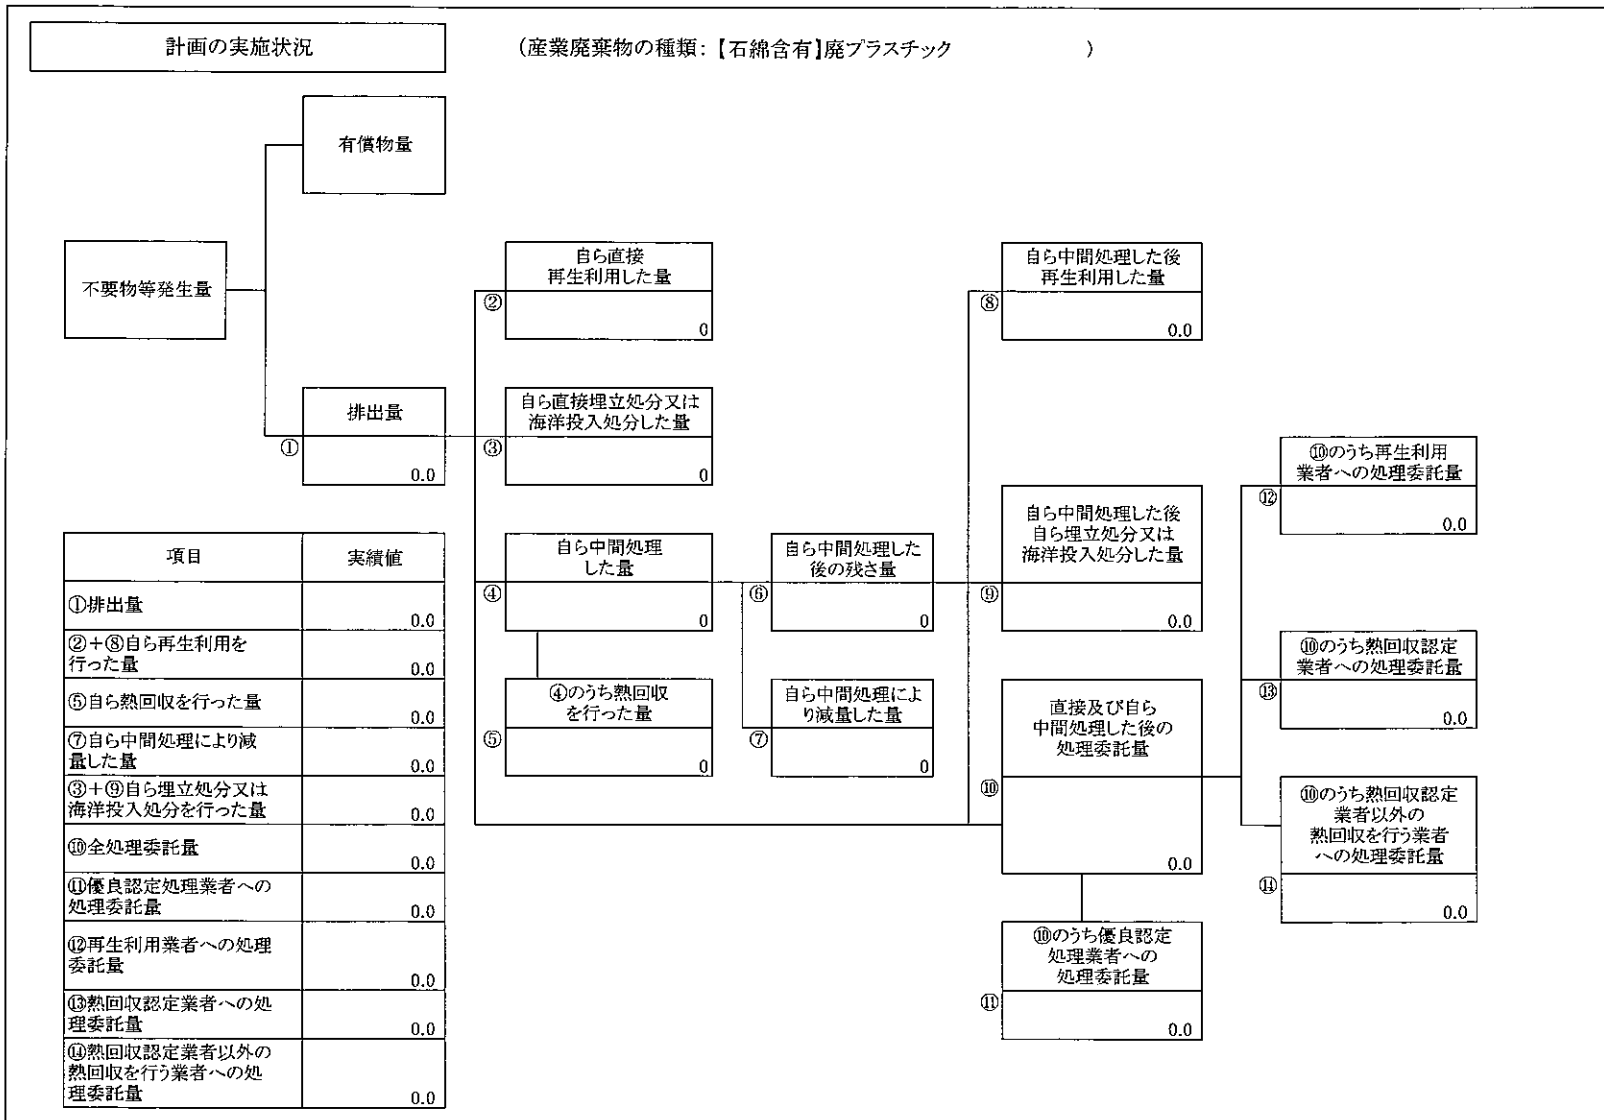 計画の実施状況
(産業廃棄物の種類:【石綿含有】廃プラスチック )
有償物量
不要物等発生量
排出量
①
0.0
自ら直接
再生利用した量
②
0
自ら直接埋立処分又は
海洋投入処分した量
③
0
自ら中間処理
した量
④
0
④のうち熱回収
を行った量
⑤
0
自ら中間処理した
後の残さ量
⑥
0
自ら中間処理によ
り減量した量
⑦
0
自ら中間処理した後
再生利用した量
⑧
0.0
自ら中間処理した後
自ら埋立処分又は
海洋投入処分した量
⑨
0.0
直接及び自ら
中間処理した後の
処理委託量
⑩
0.0
⑩のうち優良認定
処理業者への
処理委託量
⑪
0.0
⑩のうち再生利用
業者への処理委託量
⑫
0.0
⑩のうち熱回収認定
業者への処理委託量
⑬
0.0
⑩のうち熱回収認定
業者以外の
熱回収を行う業者
への処理委託量
⑭
0.0
項目 実績値
①排出量
0.0
②+⑧自ら再生利用を
行った量
0.0
⑤自ら熱回収を行った量
0.0
⑦自ら中間処理により減
量した量
0.0
③+⑨自ら埋立処分又は
海洋投入処分を行った量
0.0
⑩全処理委託量
0.0
⑪優良認定処理業者への
処理委託量
0.0
⑫再生利用業者への処理
委託量
0.0
⑬熱回収認定業者への処
理委託量
0.0
⑭熱回収認定業者以外の
熱回収を行う業者への処
理委託量
0.0